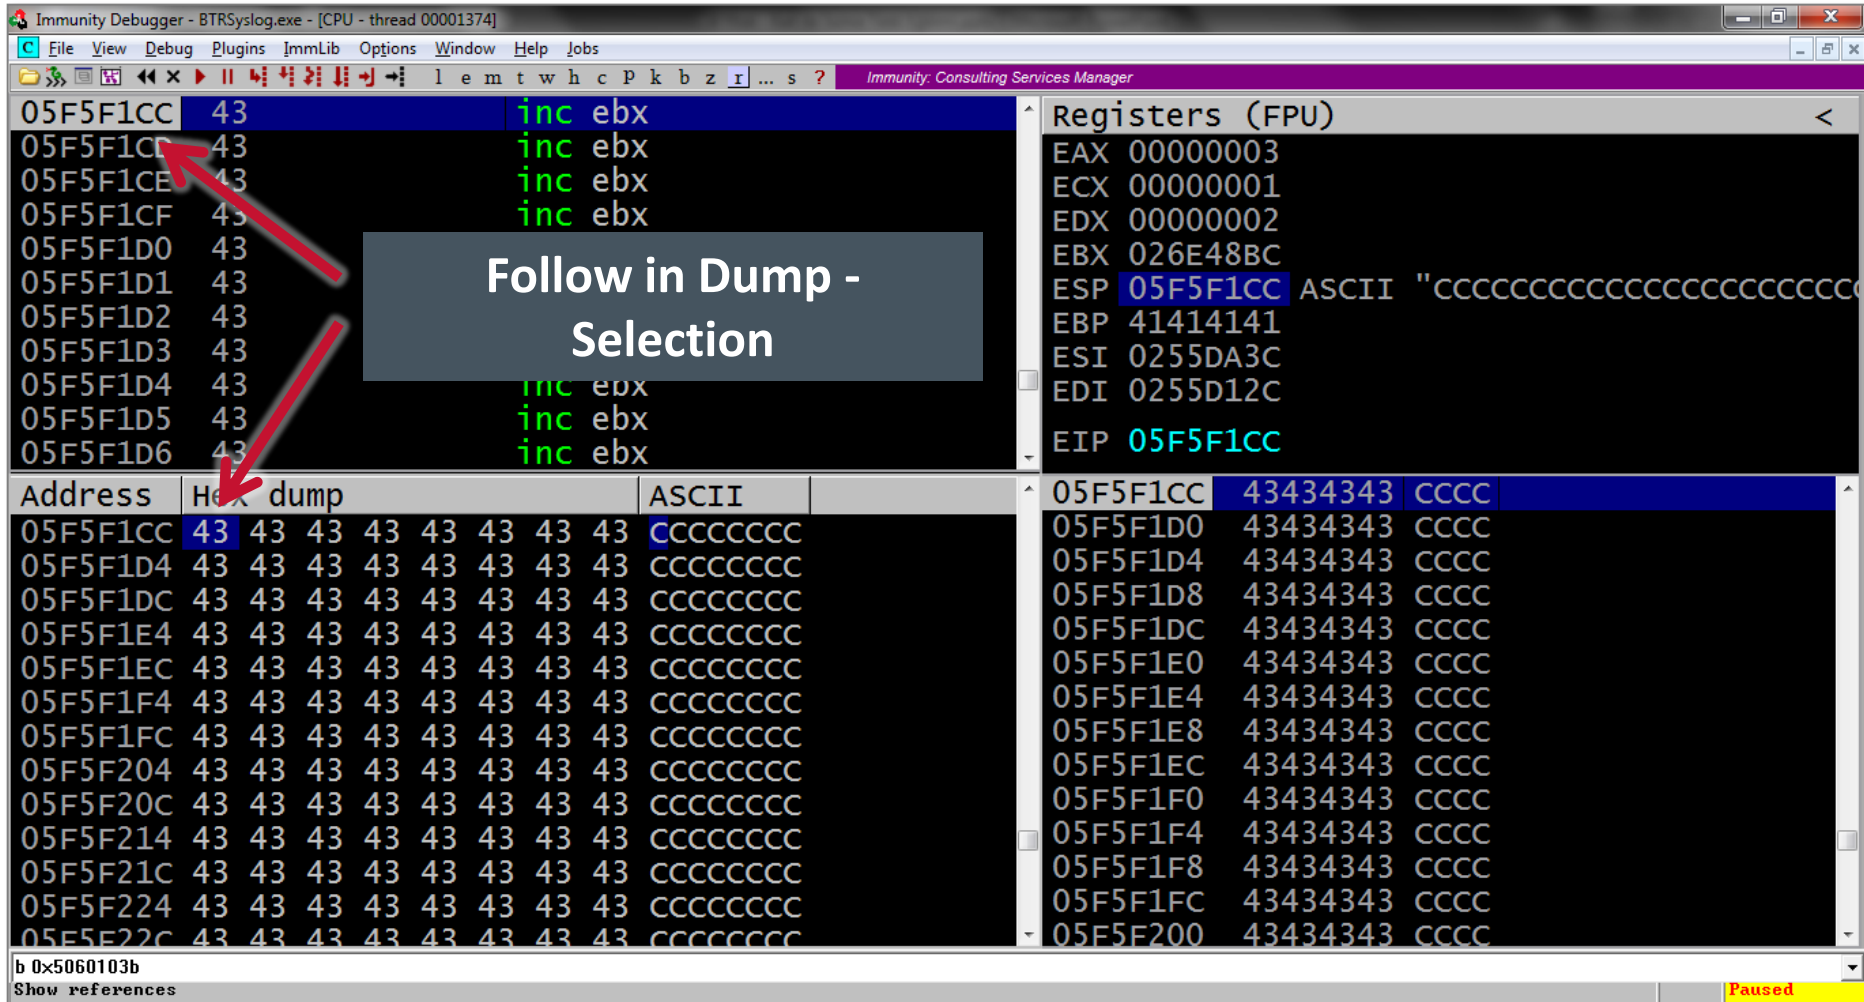 Immunity Debugger - BTRSyslog.exe - [CPU - thread 00001374]
C File View Debug Plugins ImmLib Options Window Help Jobs
l e m t w h c P k b z r ... s ? Immunity: Consulting Services Manager
05F5F1CC 43 inc ebx
05F5F1CD 43 inc ebx
05F5F1CE 43 inc ebx
05F5F1CF 43 inc ebx
05F5F1D0 43
05F5F1D1 43
05F5F1D2 43
05F5F1D3 43
05F5F1D4 43 inc ebx
05F5F1D5 43 inc ebx
05F5F1D6 43 inc ebx
Follow in Dump -
Selection
Registers (FPU) <
EAX 00000003
ECX 00000001
EDX 00000002
EBX 026E48BC
ESP 05F5F1CC ASCII "CCCCCCCCCCCCCCCCCCCCCCC
EBP 41414141
ESI 0255DA3C
EDI 0255D12C
EIP 05F5F1CC
Address Hex dump ASCII
05F5F1CC 43 43 43 43 43 43 43 43 CCCCCCCC
05F5F1D4 43 43 43 43 43 43 43 43 CCCCCCCC
05F5F1DC 43 43 43 43 43 43 43 43 CCCCCCCC
05F5F1E4 43 43 43 43 43 43 43 43 CCCCCCCC
05F5F1EC 43 43 43 43 43 43 43 43 CCCCCCCC
05F5F1F4 43 43 43 43 43 43 43 43 CCCCCCCC
05F5F1FC 43 43 43 43 43 43 43 43 CCCCCCCC
05F5F204 43 43 43 43 43 43 43 43 CCCCCCCC
05F5F20C 43 43 43 43 43 43 43 43 CCCCCCCC
05F5F214 43 43 43 43 43 43 43 43 CCCCCCCC
05F5F21C 43 43 43 43 43 43 43 43 CCCCCCCC
05F5F224 43 43 43 43 43 43 43 43 CCCCCCCC
05F5F22C 43 43 43 43 43 43 43 43 CCCCCCCC
05F5F1CC 43434343 CCCC
05F5F1D0 43434343 CCCC
05F5F1D4 43434343 CCCC
05F5F1D8 43434343 CCCC
05F5F1DC 43434343 CCCC
05F5F1E0 43434343 CCCC
05F5F1E4 43434343 CCCC
05F5F1E8 43434343 CCCC
05F5F1EC 43434343 CCCC
05F5F1F0 43434343 CCCC
05F5F1F4 43434343 CCCC
05F5F1F8 43434343 CCCC
05F5F1FC 43434343 CCCC
05F5F200 43434343 CCCC
b 0x5060103b
Show references Paused